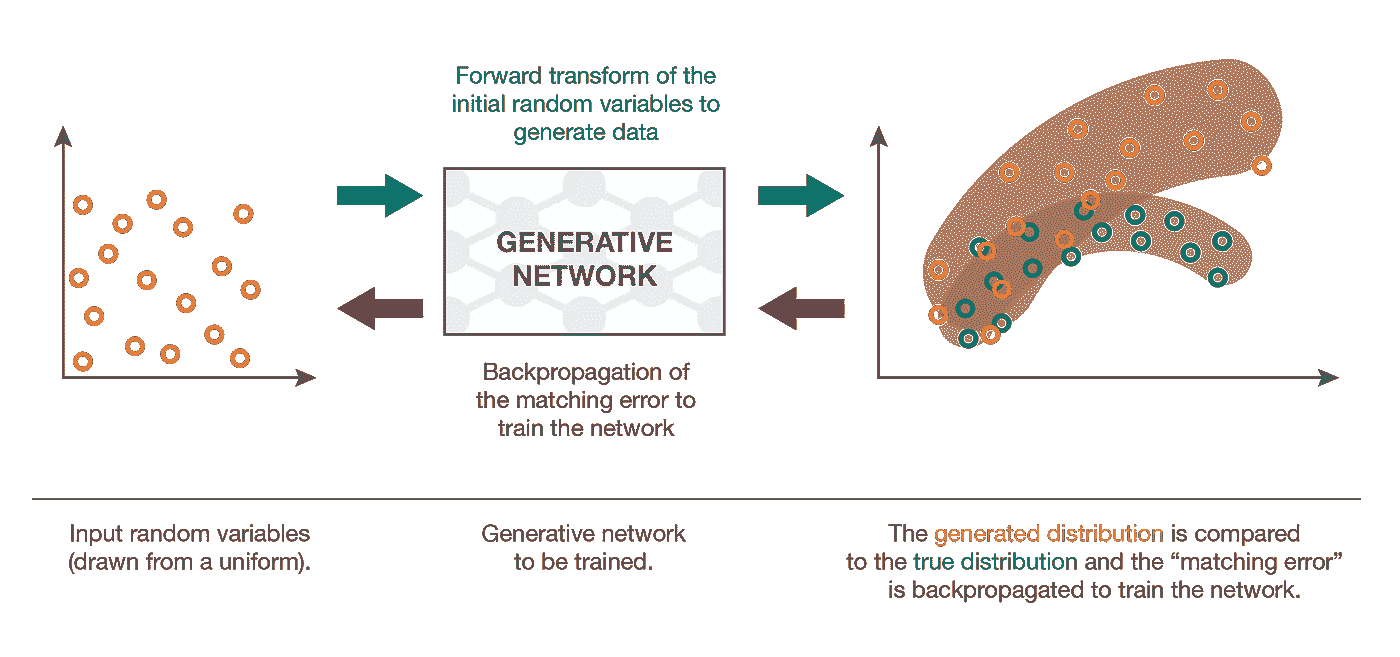 Forward transform of the
initial random variables to
generate data
GENERATIVE
NETWORK
Backpropagation of
the matching error to
train the network
Input random variables
(drawn from a uniform).
Generative network
to be trained.
The generated distribution is compared
to the true distribution and the “matching error”
is backpropagated to train the network.